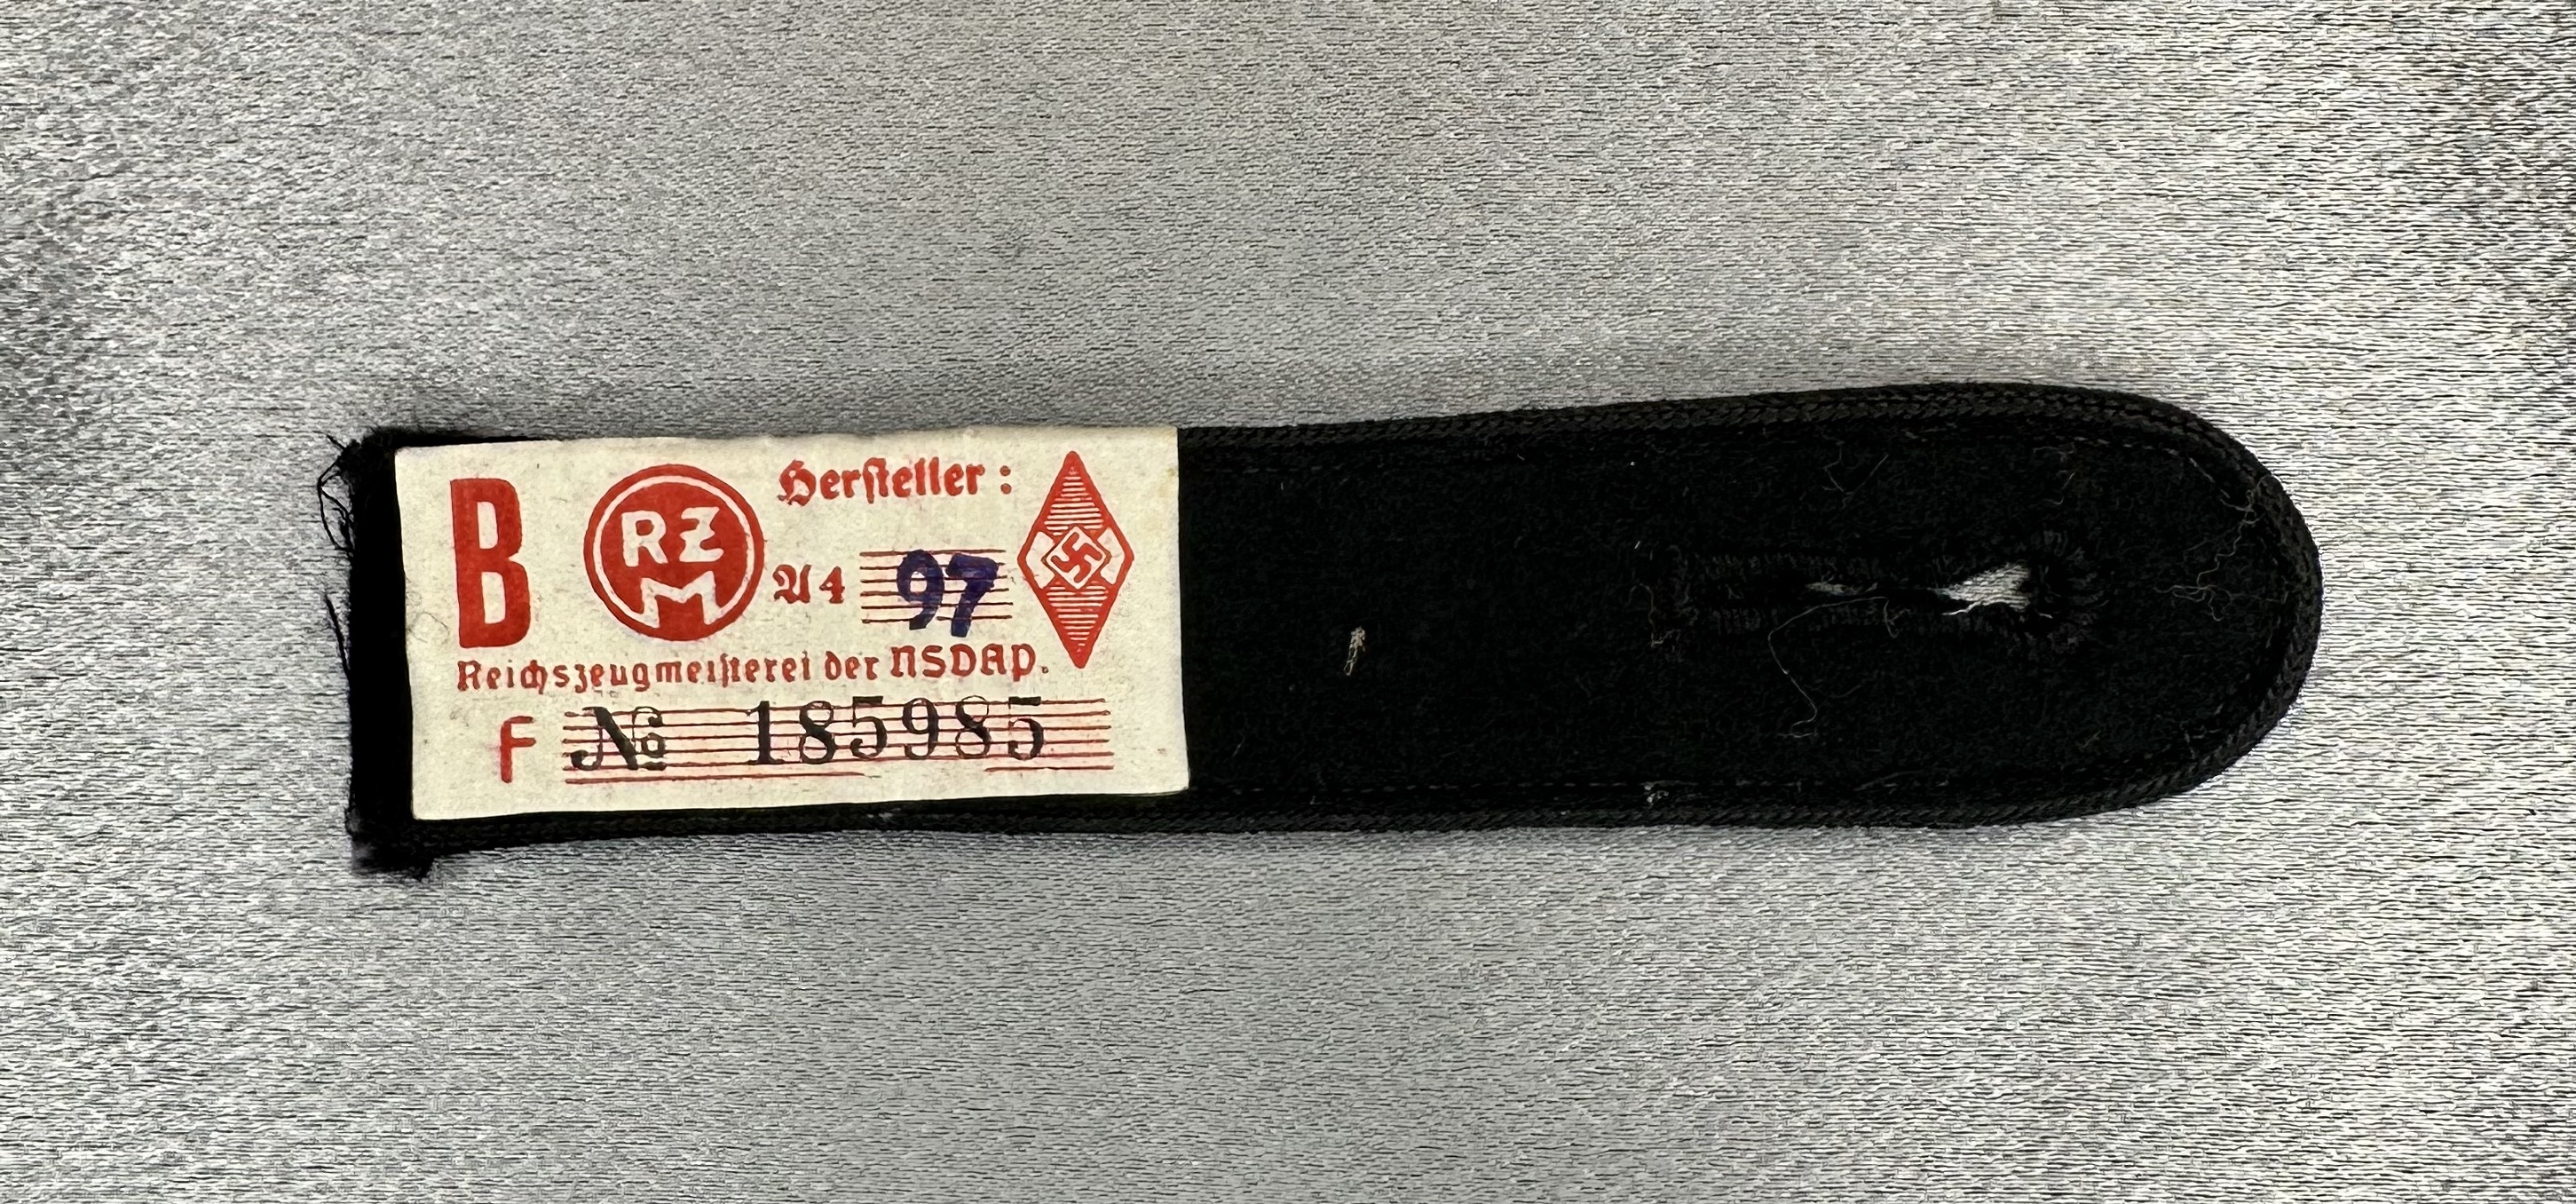 B
RZM
Hersteller:
A4 97
Reichszeugmeisterei der NSDAP.
F № 185985